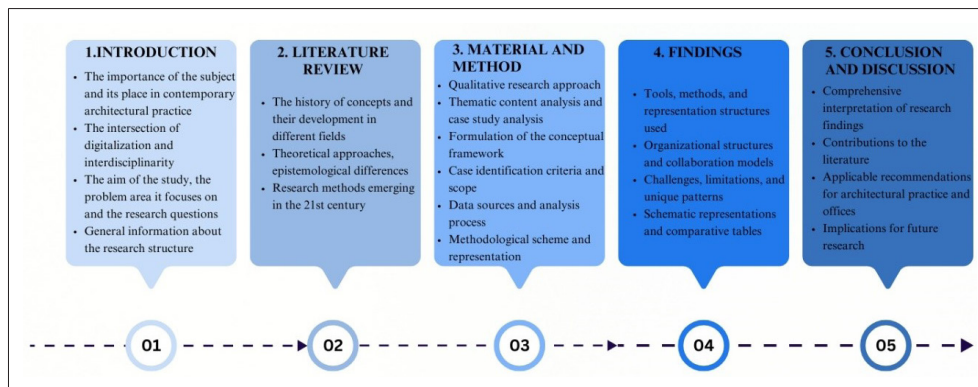 1.INTRODUCTION
• The importance of the subject
and its place in contemporary
architectural practice
• The intersection of
digitalization and
interdisciplinarity
• The aim of the study, the
problem area it focuses on
and the research questions
• General information about
the research structure
2. LITERATURE
REVIEW
• The history of concepts and
their development in
different fields
• Theoretical approaches,
epistemological differences
• Research methods emerging
in the 21st century
3. MATERIAL AND
METHOD
• Qualitative research approach
• Thematic content analysis and
case study analysis
• Formulation of the conceptual
framework
• Case identification criteria and
scope
• Data sources and analysis
process
• Methodological scheme and
representation
4. FINDINGS
• Tools, methods, and
representation structures
used
• Organizational structures
and collaboration models
• Challenges, limitations, and
unique patterns
• Schematic representations
and comparative tables
5. CONCLUSION
AND DISCUSSION
• Comprehensive
interpretation of research
findings
• Contributions to the
literature
• Applicable recommendations
for architectural practice and
offices
• Implications for future
research
01
02
03
04
05